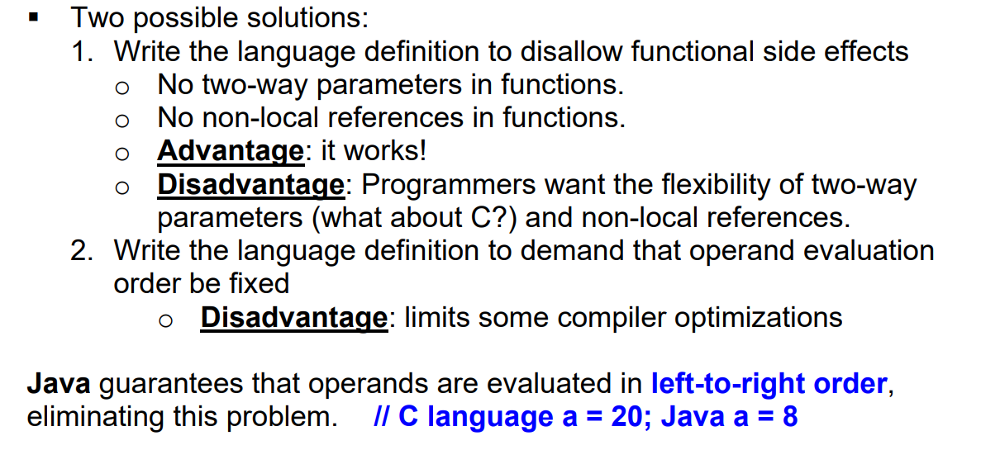 ▪ Two possible solutions:
1. Write the language definition to disallow functional side effects
o No two-way parameters in functions.
o No non-local references in functions.
o Advantage: it works!
o Disadvantage: Programmers want the flexibility of two-way
parameters (what about C?) and non-local references.
2. Write the language definition to demand that operand evaluation
order be fixed
o Disadvantage: limits some compiler optimizations
Java guarantees that operands are evaluated in left-to-right order,
eliminating this problem. // C language a = 20; Java a = 8